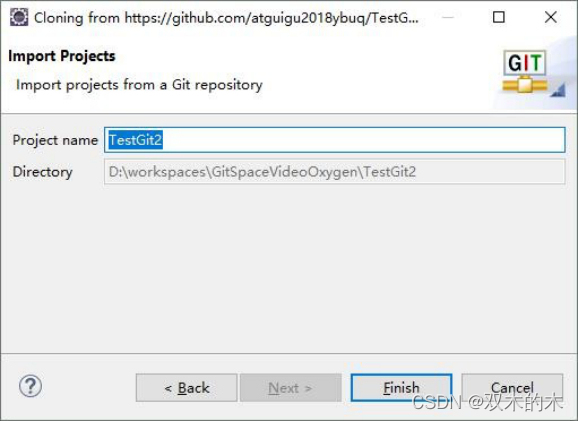 Cloning from https://github.com/atguigu2018ybuq/TestG...
Import Projects
Import projects from a Git repository
GIT
Project name TestGit2
Directory D:\workspaces\GitSpaceVideoOxygen\TestGit2
? < Back Next > Finish Cancel
CSDN @双木的木